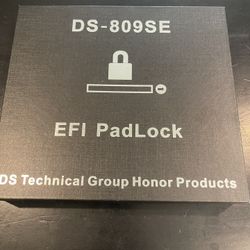 DS-809SE
EFI PadLock
DS Technical Group Honor Products